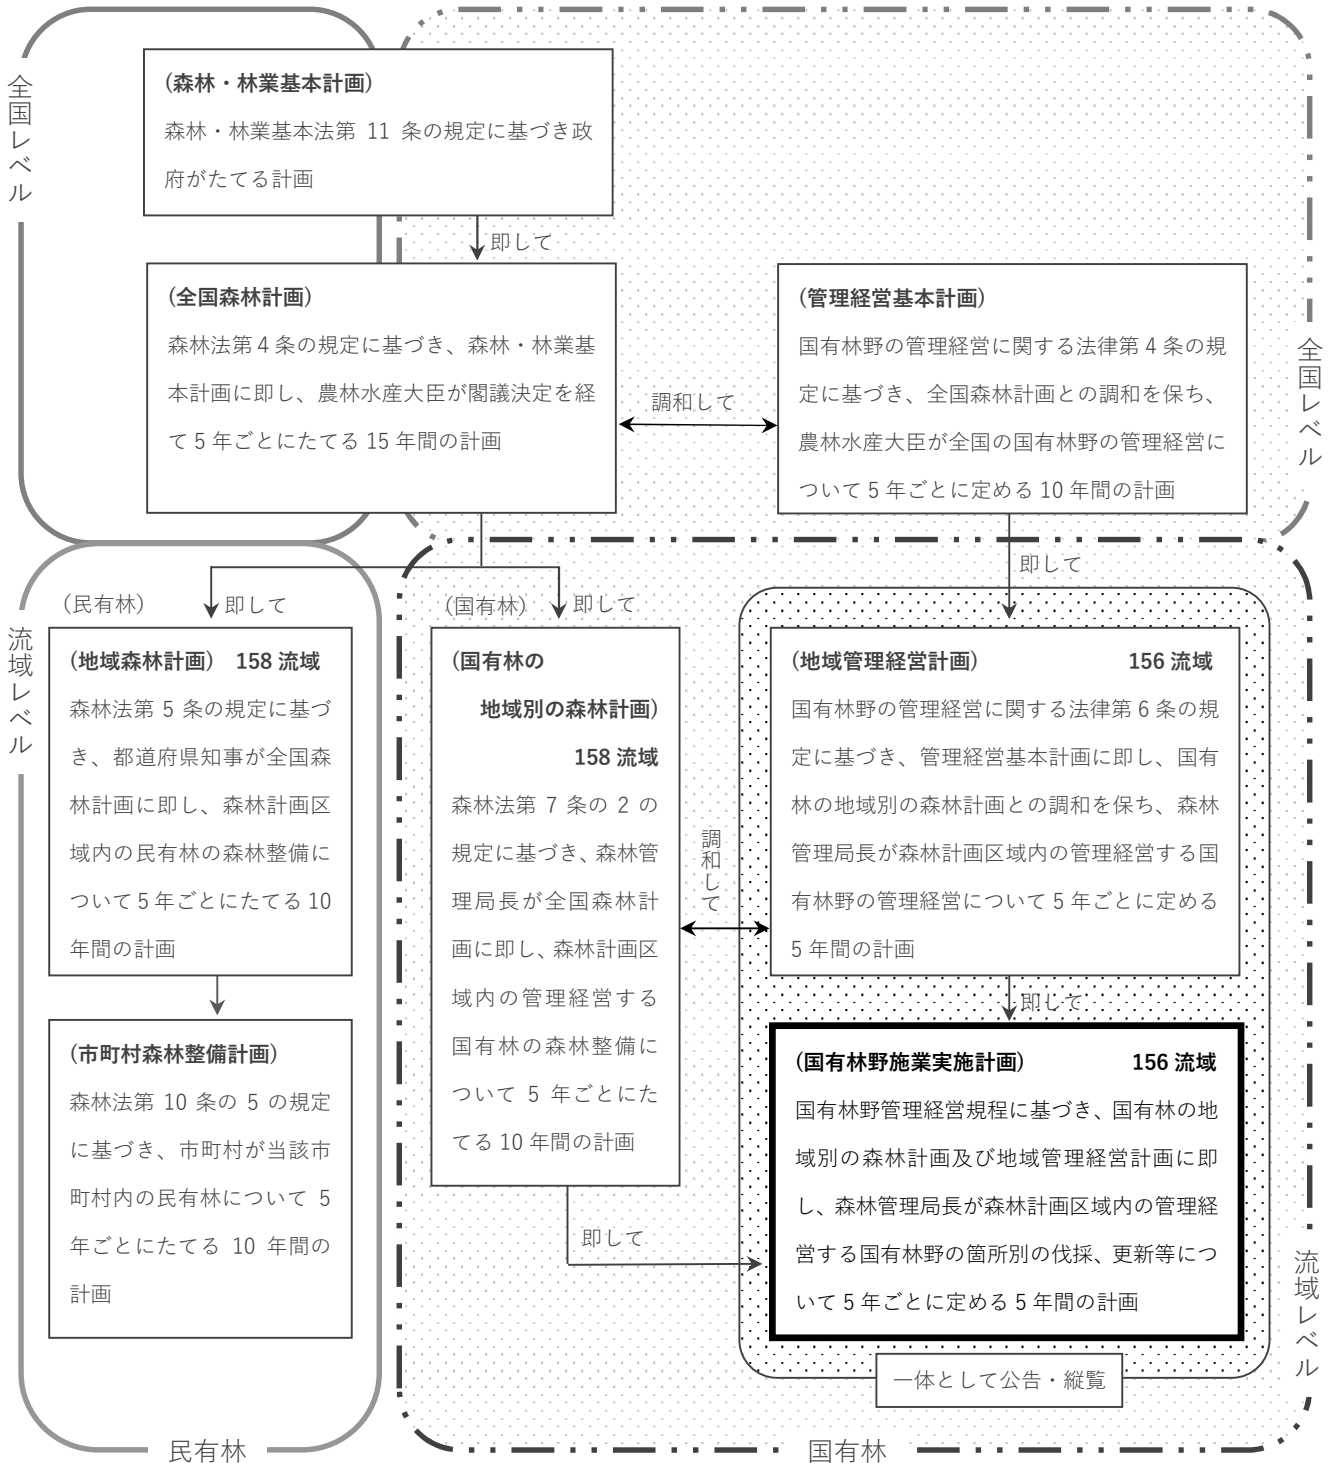 全国レベル
(森林・林業基本計画)
森林・林業基本法第 11 条の規定に基づき政
府がたてる計画
即して
(全国森林計画)
森林法第 4 条の規定に基づき、森林・林業基
本計画に即し、農林水産大臣が閣議決定を経
て 5 年ごとにたてる 15 年間の計画
調和して
(管理経営基本計画)
国有林野の管理経営に関する法律第 4 条の規
定に基づき、全国森林計画との調和を保ち、
農林水産大臣が全国の国有林野の管理経営に
ついて 5 年ごとに定める 10 年間の計画
全国レベル
流域レベル
(民有林)
即して
(地域森林計画) 158 流域
森林法第 5 条の規定に基づ
き、都道府県知事が全国森
林計画に即し、森林計画区
域内の民有林の森林整備に
ついて 5 年ごとにたてる 10
年間の計画
(市町村森林整備計画)
森林法第 10 条の 5 の規定
に基づき、市町村が当該市
町村内の民有林について 5
年ごとにたてる 10 年間の
計画
民有林
(国有林)
即して
(国有林の
地域別の森林計画)
158 流域
森林法第 7 条の 2 の
規定に基づき、森林管
理局長が全国森林計
画に即し、森林計画区
域内の管理経営する
国有林の森林整備に
ついて 5 年ごとにた
てる 10 年間の計画
即して
調和して
即して
(地域管理経営計画) 156 流域
国有林野の管理経営に関する法律第 6 条の規
定に基づき、管理経営基本計画に即し、国有
林の地域別の森林計画との調和を保ち、森林
管理局長が森林計画区域内の管理経営する国
有林野の管理経営について 5 年ごとに定める
5 年間の計画
即して
(国有林野施業実施計画) 156 流域
国有林野管理経営規程に基づき、国有林の地
域別の森林計画及び地域管理経営計画に即
し、森林管理局長が森林計画区域内の管理経
営する国有林野の箇所別の伐採、更新等につ
いて 5 年ごとに定める 5 年間の計画
一体として公告・縦覧
流域レベル
国有林